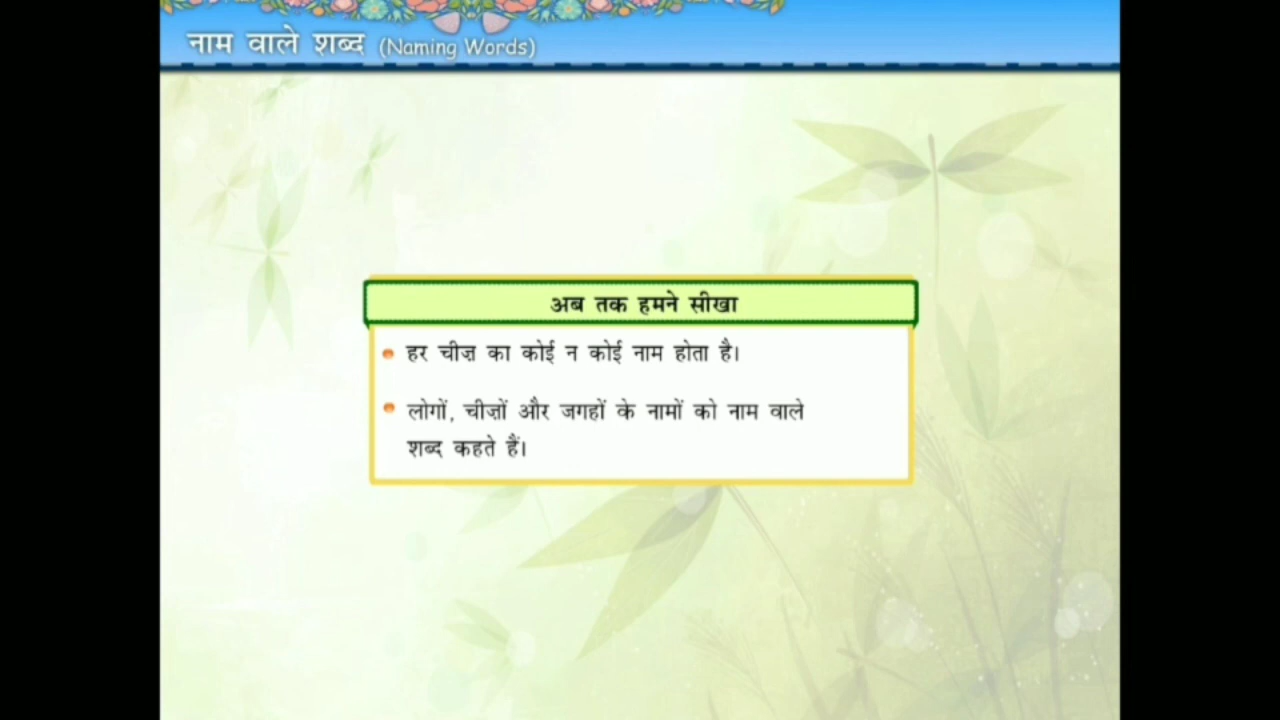 नाम वाले शब्द (Naming Words)
अब तक हमने सीखा
हर चीज़ का कोई न कोई नाम होता है।
लोगों, चीज़ों और जगहों के नामों को नाम वाले
शब्द कहते हैं।